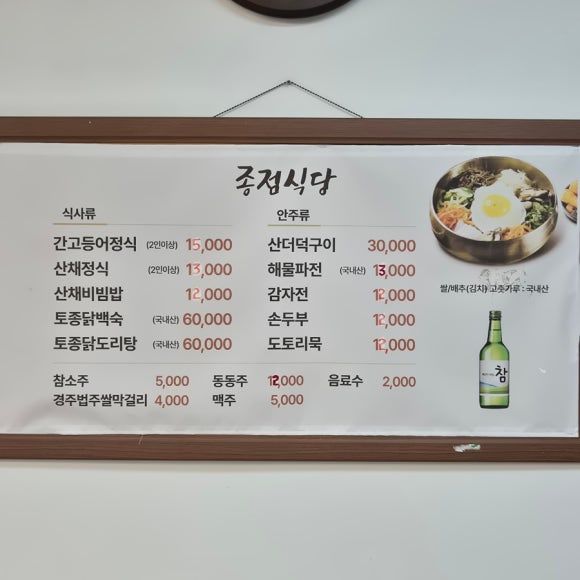 종점식당
식사류
간고등어정식 (2인이상) 15,000
산채정식 (2인이상) 13,000
산채비빔밥 12,000
토종닭백숙 (국내산) 60,000
토종닭도리탕 (국내산) 60,000
안주류
산더덕구이 30,000
해물파전 (국내산) 13,000
감자전 12,000
손두부 12,000
도토리묵 12,000
참소주 5,000 동동주 12,000 음료수 2,000
경주법주쌀막걸리 4,000 맥주 5,000
쌀/배추(김치) 고춧가루 : 국내산
참